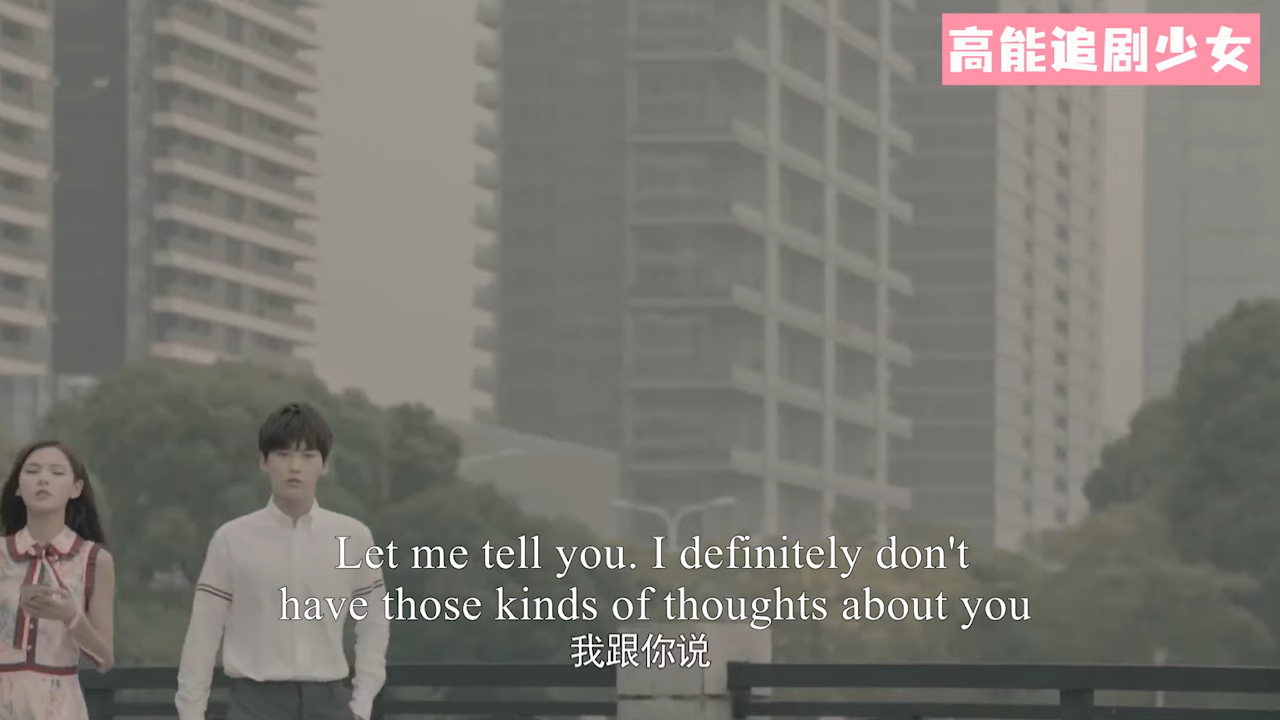 高能追剧少女
Let me tell you. I definitely don't
have those kinds of thoughts about you
我跟你说